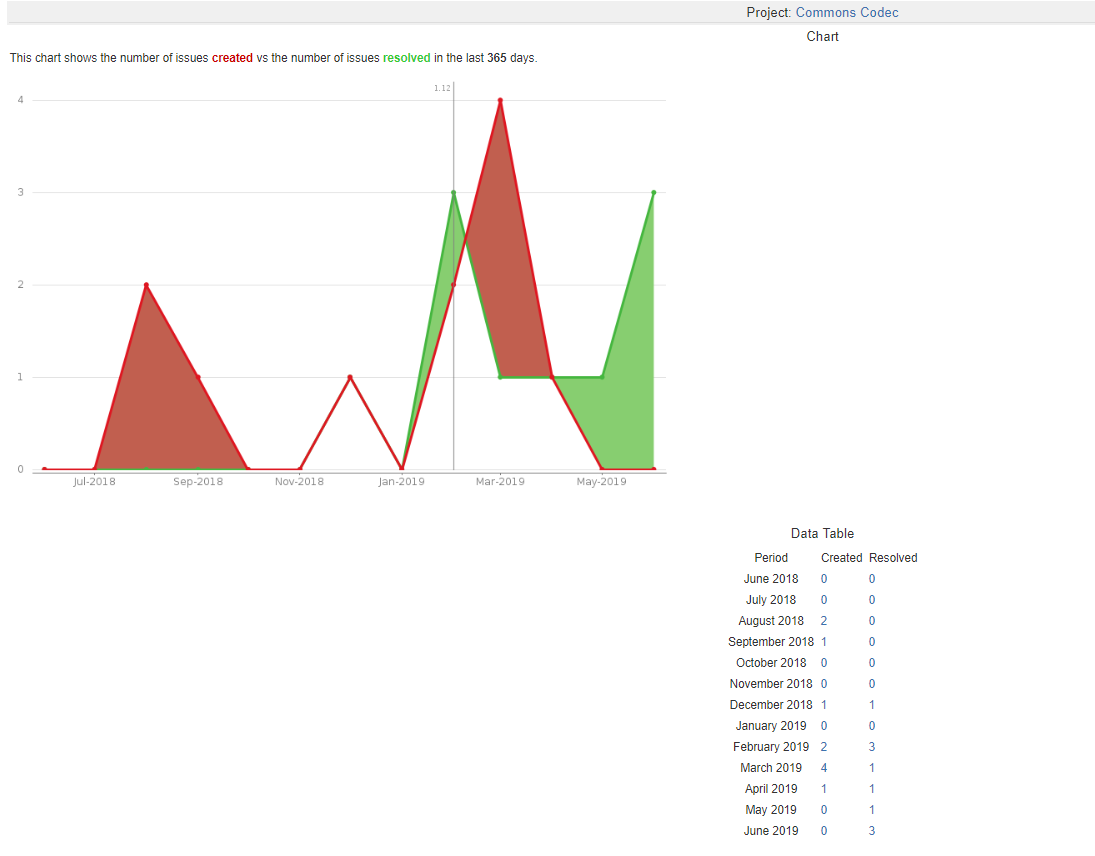 Project: Commons Codec
Chart
This chart shows the number of issues created vs the number of issues resolved in the last 365 days.
1.12
4
3
2
1
0
Jul-2018 Sep-2018 Nov-2018 Jan-2019 Mar-2019 May-2019
Data Table
Period Created Resolved
June 2018 0 0
July 2018 0 0
August 2018 2 0
September 2018 1 0
October 2018 0 0
November 2018 0 0
December 2018 1 1
January 2019 0 0
February 2019 2 3
March 2019 4 1
April 2019 1 1
May 2019 0 1
June 2019 0 3